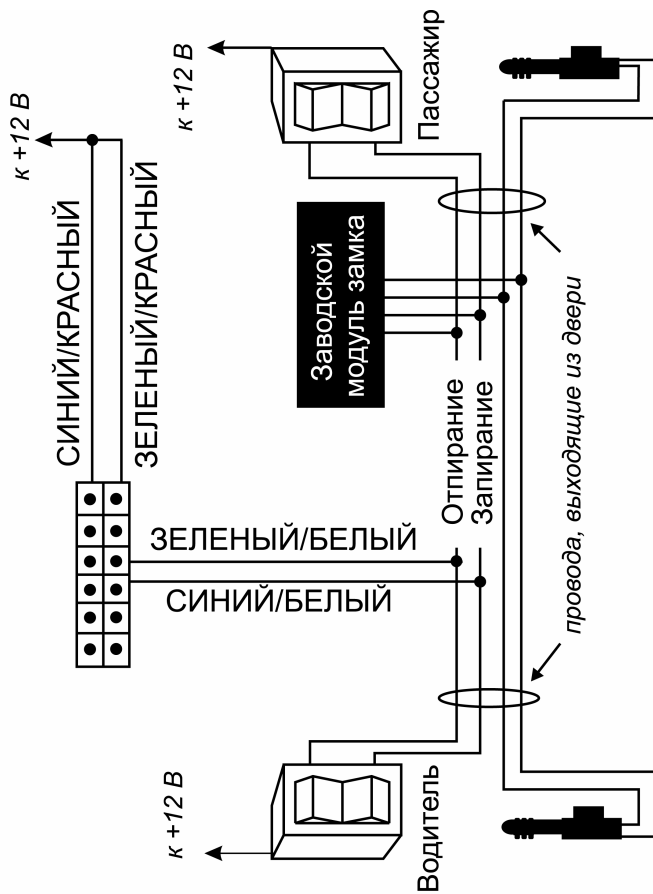 к +12 В
к +12 В
СИНИЙ/КРАСНЫЙ
ЗЕЛЕНЫЙ/КРАСНЫЙ
Пассажир
Заводской
модуль замка
ЗЕЛЕНЫЙ/БЕЛЫЙ
СИНИЙ/БЕЛЫЙ
Отпирание
Запирание
провода, выходящие из двери
к +12 В
Водитель